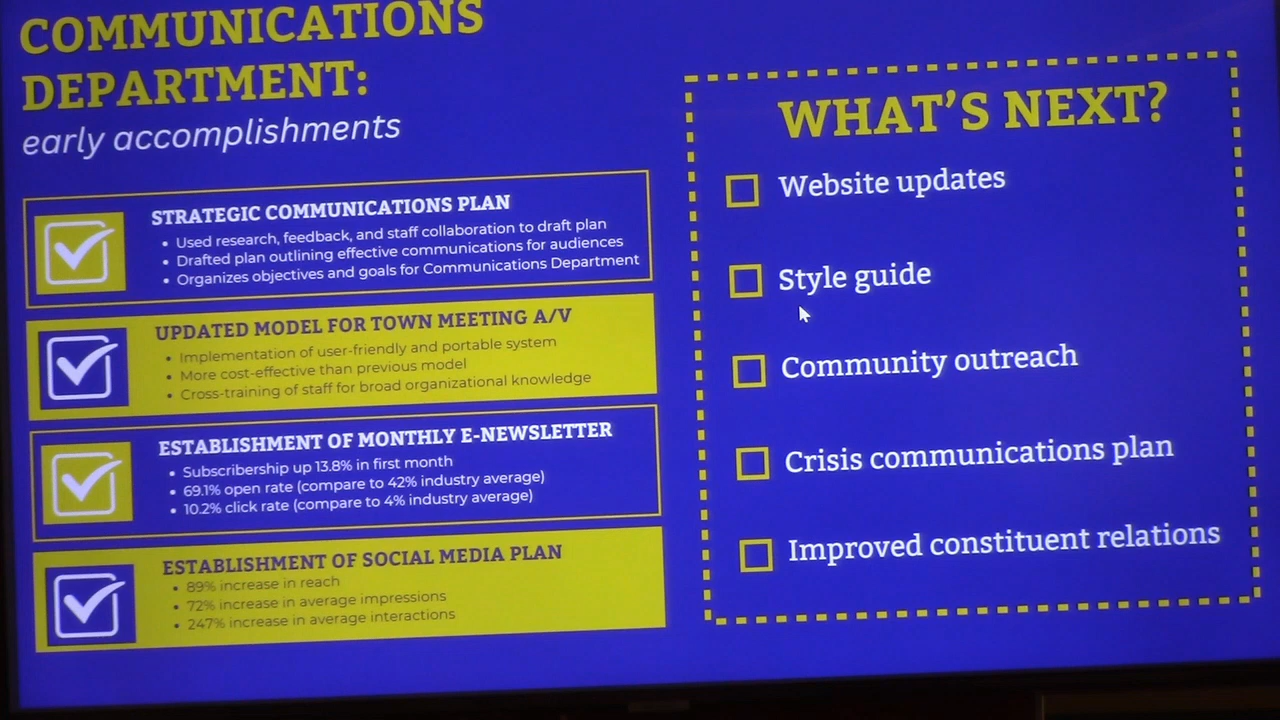 COMMUNICATIONS
DEPARTMENT:
early accomplishments
STRATEGIC COMMUNICATIONS PLAN
• Used research, feedback, and staff collaboration to draft plan
• Drafted plan outlining effective communications for audiences
• Organizes objectives and goals for Communications Department
UPDATED MODEL FOR TOWN MEETING A/V
• Implementation of user-friendly and portable system
• More cost-effective than previous model
• Cross-training of staff for broad organizational knowledge
ESTABLISHMENT OF MONTHLY E-NEWSLETTER
• Subscribership up 13.8% in first month
• 69.1% open rate (compare to 42% industry average)
• 10.2% click rate (compare to 4% industry average)
ESTABLISHMENT OF SOCIAL MEDIA PLAN
• 89% increase in reach
• 72% increase in average impressions
• 247% increase in average interactions
WHAT'S NEXT?
Website updates
Style guide
Community outreach
Crisis communications plan
Improved constituent relations